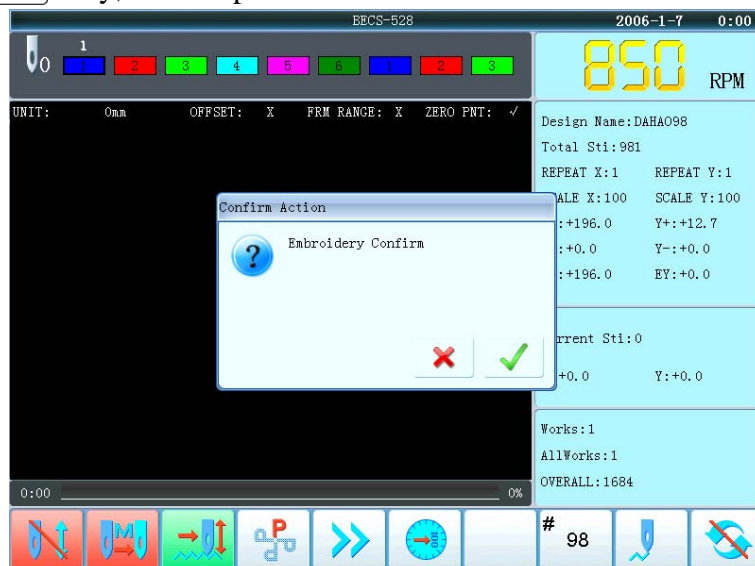 BECS-528 2006-1-7 0:00
1
0 1 2 3 4 5 6 1 2 3
850 RPM
UNIT: 0mm OFFSET: X FRM RANGE: X ZERO PNT: √
Design Name:DAHAO98
Total Sti:981
REPEAT X:1 REPEAT Y:1
ALE X:100 SCALE Y:100
:+196.0 Y+:+12.7
:+0.0 Y-:+0.0
:+196.0 EY:+0.0
Confirm Action
Embroidery Confirm
rrent Sti:0
+0.0 Y:+0.0
Works:1
AllWorks:1
OVERALL:1684
0:00 0%
M
P
100
# 98